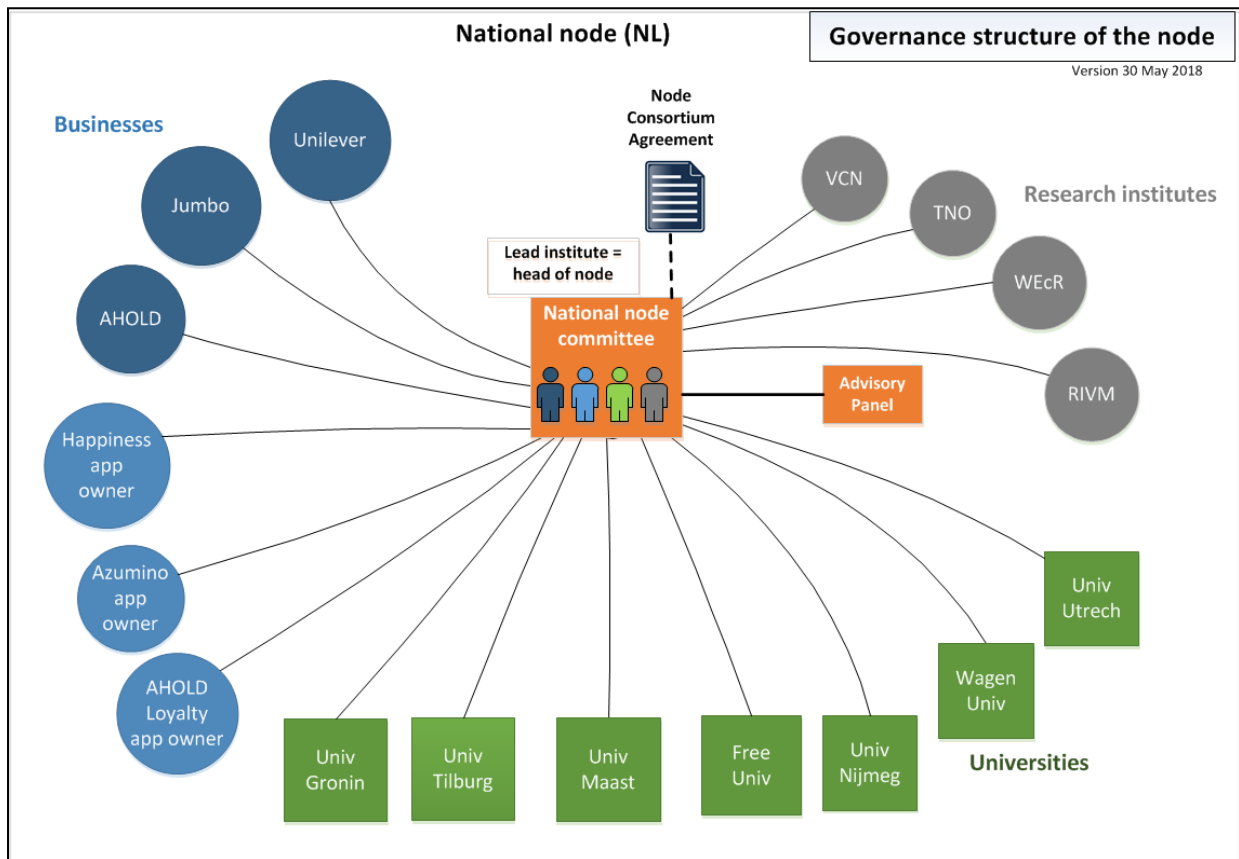 National node (NL)
Governance structure of the node
Version 30 May 2018
Businesses
Unilever
Jumbo
AHOLD
Happiness
app
owner
Azumino
app
owner
AHOLD
Loyalty
app owner
Node
Consortium
Agreement
Lead institute =
head of node
National node
committee
Advisory
Panel
VCN
TNO
WEcR
RIVM
Research institutes
Univ
Gronin
Univ
Tilburg
Univ
Maast
Free
Univ
Univ
Nijmeg
Wagen
Univ
Univ
Utrech
Universities